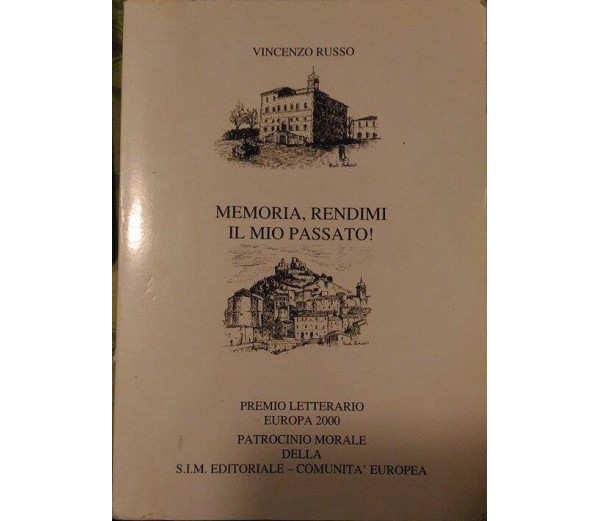 VINCENZO RUSSO
MEMORIA, RENDIMI
IL MIO PASSATO!
PREMIO LETTERARIO
EUROPA 2000
PATROCINIO MORALE
DELLA
S.I.M. EDITORIALE – COMUNITA' EUROPEA